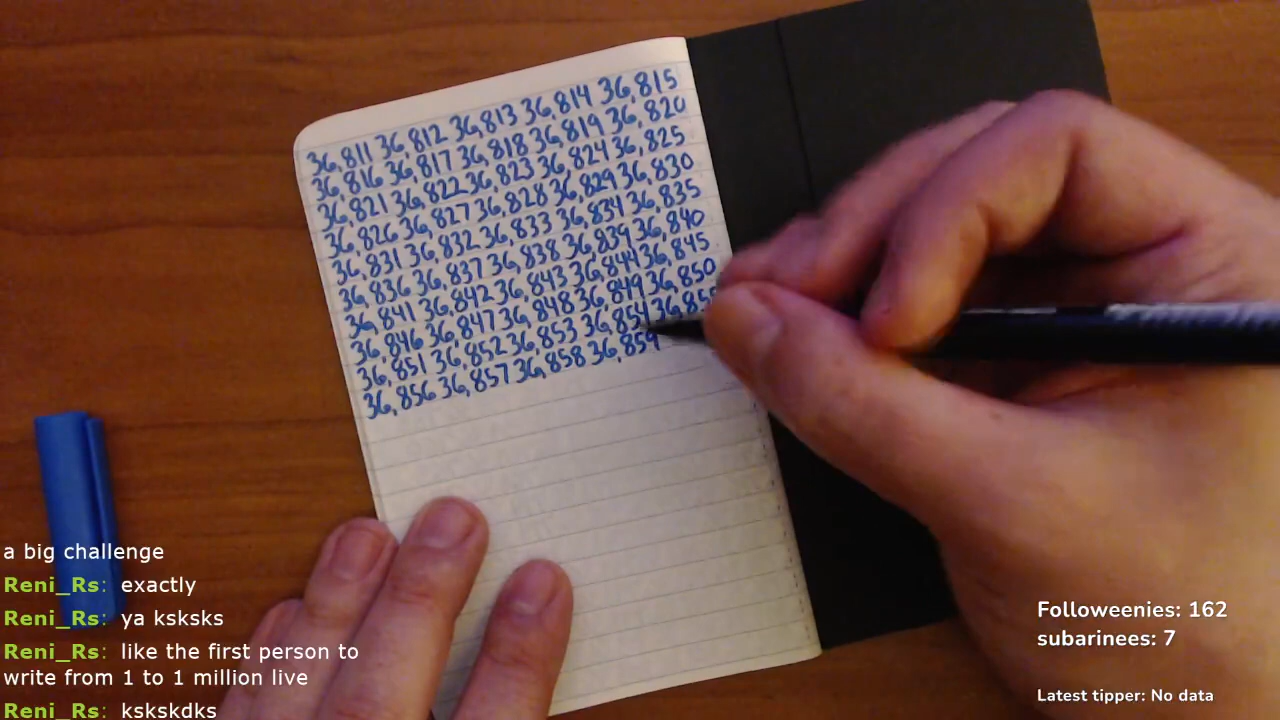 36,811 36,812 36,813 36,814 36,815
36,816 36,817 36,818 36,819 36,820
36,821 36,822 36,823 36,824 36,825
36,826 36,827 36,828 36,829 36,830
36,831 36,832 36,833 36,834 36,835
36,836 36,837 36,838 36,839 36,840
36,841 36,842 36,843 36,844 36,845
36,846 36,847 36,848 36,849 36,850
36,851 36,852 36,853 36,854
36,856 36,857 36,858 36,859
a big challenge
Reni_Rs: exactly
Reni_Rs: ya ksksks
Reni_Rs: like the first person to
write from 1 to 1 million live
Reni_Rs: kskskdks
Followeenies: 162
subarinees: 7
Latest tipper: No data